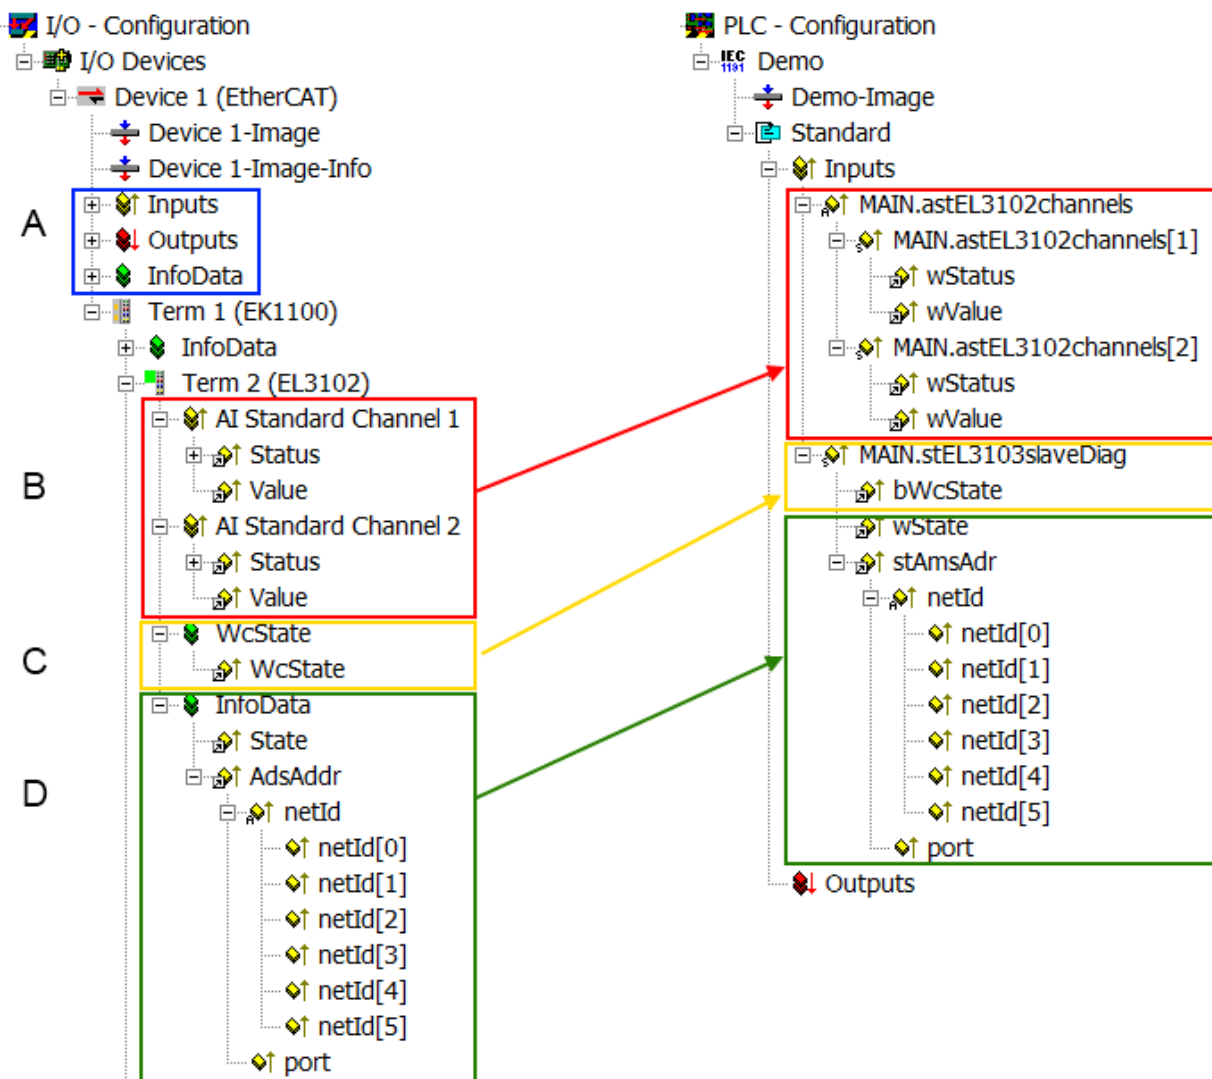 I/O - Configuration
I/O Devices
Device 1 (EtherCAT)
Device 1-Image
Device 1-Image-Info
A
Inputs
Outputs
InfoData
Term 1 (EK1100)
InfoData
Term 2 (EL3102)
AI Standard Channel 1
Status
B
Value
AI Standard Channel 2
Status
Value
WcState
C
WcState
InfoData
State
D
AdsAddr
netId
netId[0]
netId[1]
netId[2]
netId[3]
netId[4]
netId[5]
port
PLC - Configuration
IEC
1131
Demo
Demo-Image
Standard
Inputs
MAIN.astEL3102channels
MAIN.astEL3102channels[1]
wStatus
wValue
MAIN.astEL3102channels[2]
wStatus
wValue
MAIN.stEL3103slaveDiag
bWcState
wState
stAmsAdr
netId
netId[0]
netId[1]
netId[2]
netId[3]
netId[4]
netId[5]
port
Outputs